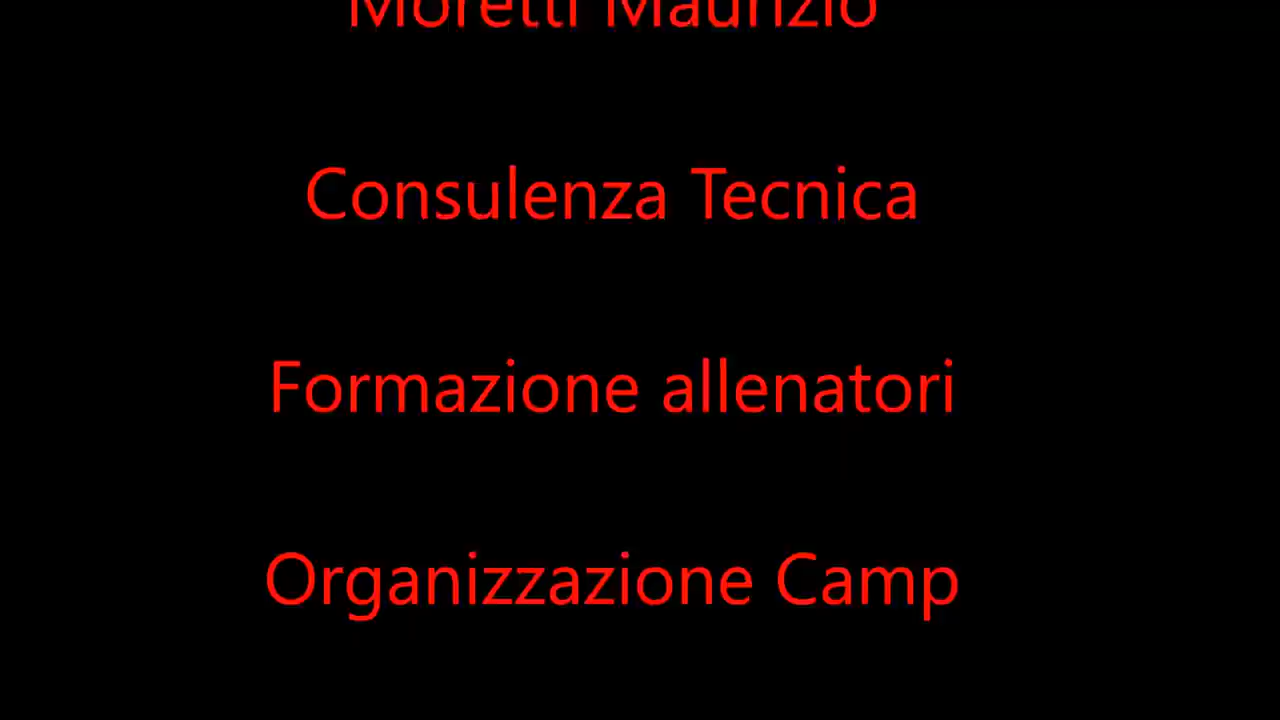 Moretti Maurizio
Consulenza Tecnica
Formazione allenatori
Organizzazione Camp